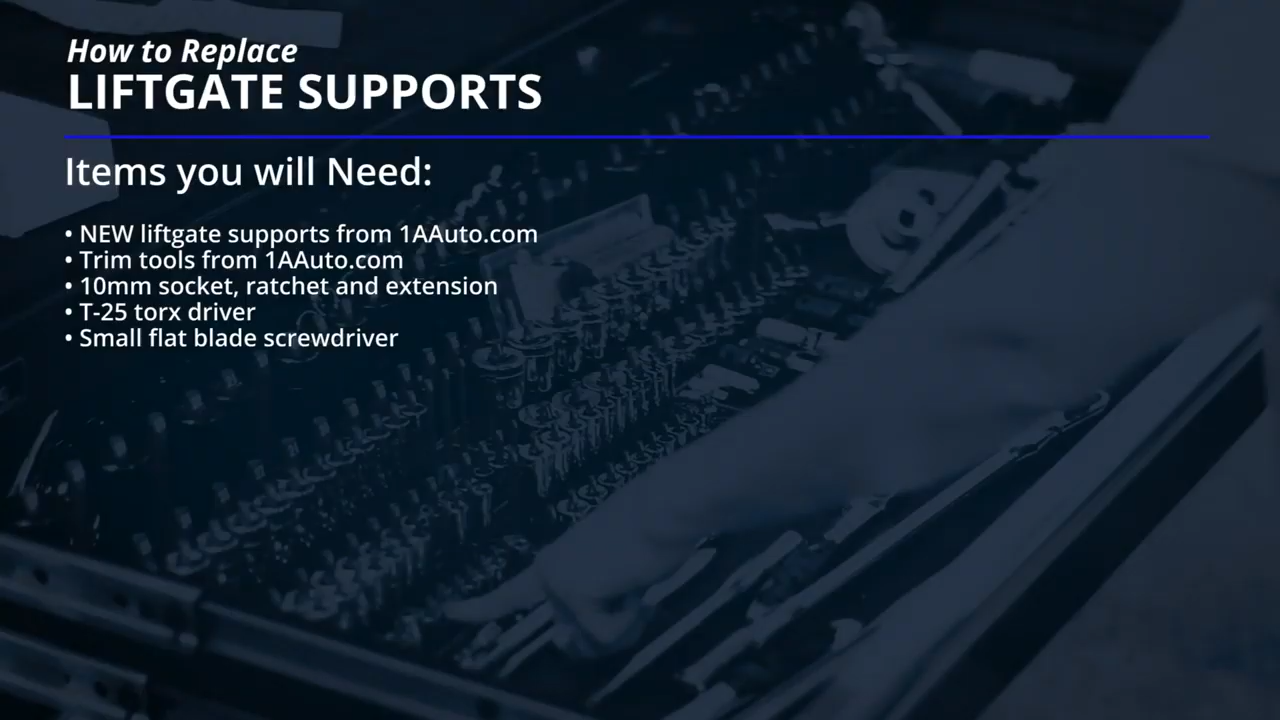 How to Replace
LIFTGATE SUPPORTS
Items you will Need:
• NEW liftgate supports from 1AAuto.com
• Trim tools from 1AAuto.com
• 10mm socket, ratchet and extension
• T-25 torx driver
• Small flat blade screwdriver